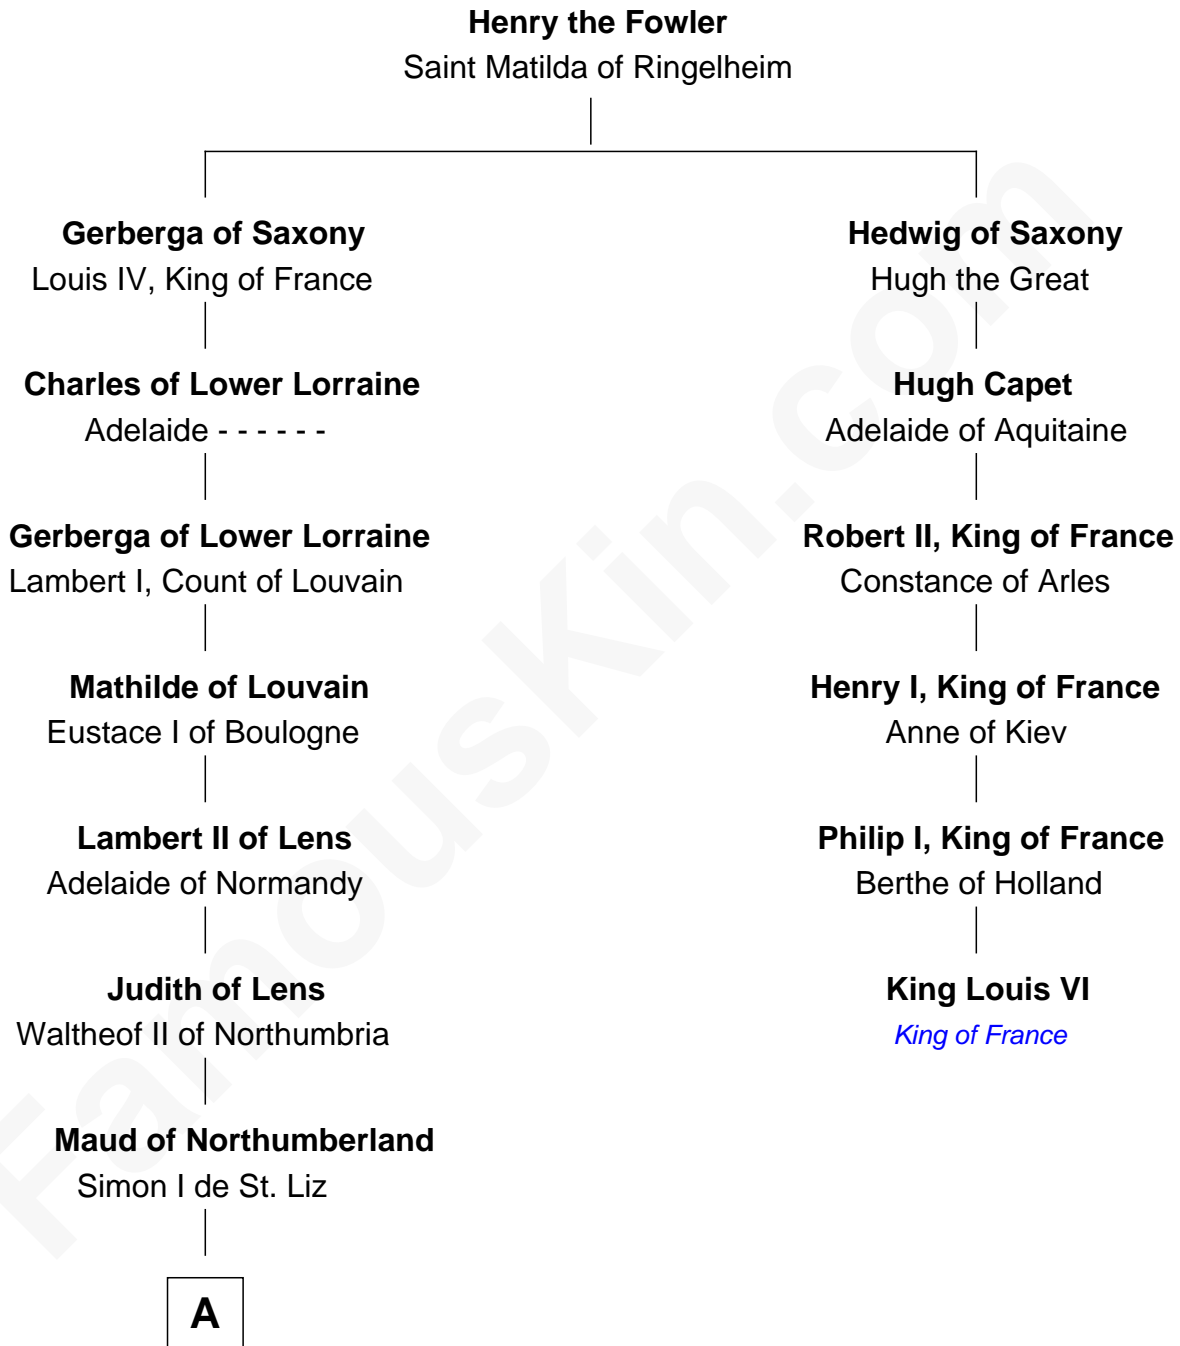 Henry the Fowler
Saint Matilda of Ringelheim
Gerberga of Saxony
Louis IV, King of France
Hedwig of Saxony
Hugh the Great
Charles of Lower Lorraine
Adelaide - - - - - -
Hugh Capet
Adelaide of Aquitaine
Gerberga of Lower Lorraine
Lambert I, Count of Louvain
Robert II, King of France
Constance of Arles
Mathilde of Louvain
Eustace I of Boulogne
Henry I, King of France
Anne of Kiev
Lambert II of Lens
Adelaide of Normandy
Philip I, King of France
Berthe of Holland
Judith of Lens
Waltheof II of Northumbria
King Louis VI
King of France
Maud of Northumberland
Simon I de St. Liz
A
FamousKin.com